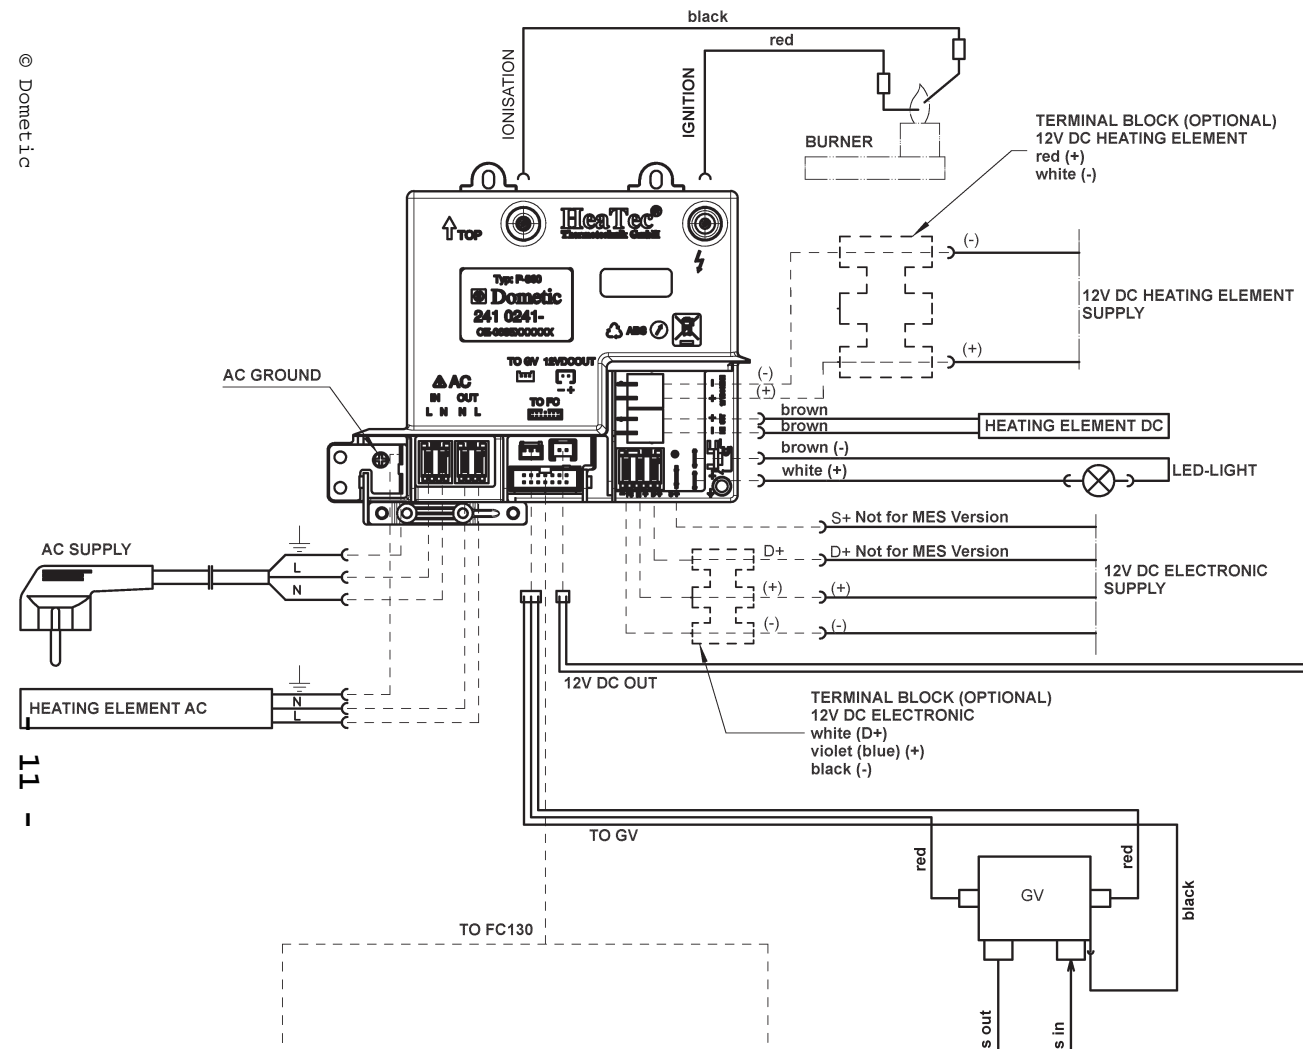 black
red
© Dometic
IONISATION
IGNITION
BURNER
TERMINAL BLOCK (OPTIONAL)
12V DC HEATING ELEMENT
red (+)
white (-)
TOP
HeaTec®
Thermotechnik GmbH
(-)
Dometic
241 0241-
12V DC HEATING ELEMENT
SUPPLY
ABS
TO GV 12VDCOUT
(+)
AC GROUND
AC
IN OUT
L N N L
- +
TO FC
(-)
(+)
brown
brown
HEATING ELEMENT DC
brown (-)
white (+)
LED-LIGHT
S+ Not for MES Version
AC SUPPLY
L
N
D+
D+ Not for MES Version
12V DC ELECTRONIC
SUPPLY
(+)
(+)
(-)
(-)
12V DC OUT
HEATING ELEMENT AC
N
L
TERMINAL BLOCK (OPTIONAL)
12V DC ELECTRONIC
white (D+)
violet (blue) (+)
black (-)
- 11 -
TO GV
red
red
black
GV
TO FC130
s out
s in